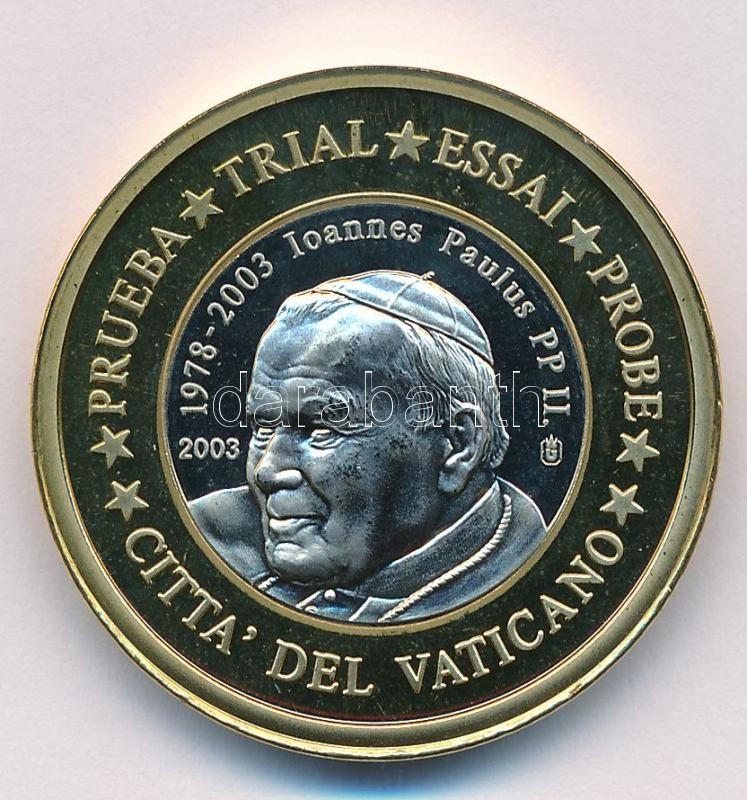 PRUEBA ★ TRIAL ★ ESSAI ★ PROBE
★ CITTA' DEL VATICANO ★
1978-2003 Ioannes Paulus PP II.
2003
darabanth